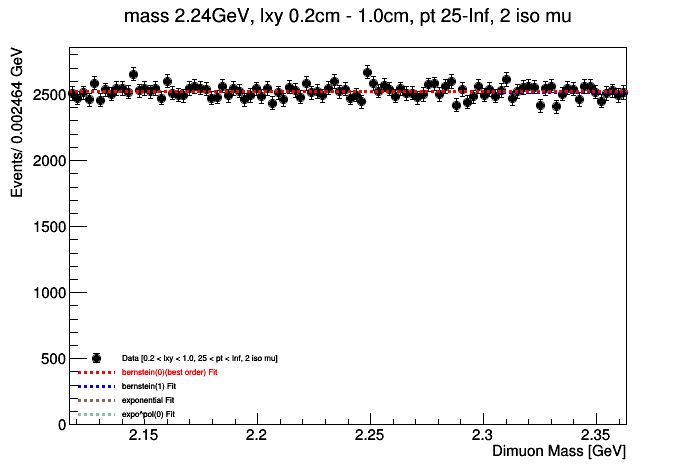 mass 2.24GeV, lxy 0.2cm - 1.0cm, pt 25-Inf, 2 iso mu
Events/ 0.002464 GeV
2500
2000
1500
1000
500
0
Data [0.2 < lxy < 1.0, 25 < pt < Inf, 2 iso mu]
bernstein(0)(best order) Fit
bernstein(1) Fit
exponential Fit
expo*pol(0) Fit
2.15 2.2 2.25 2.3 2.35
Dimuon Mass [GeV]